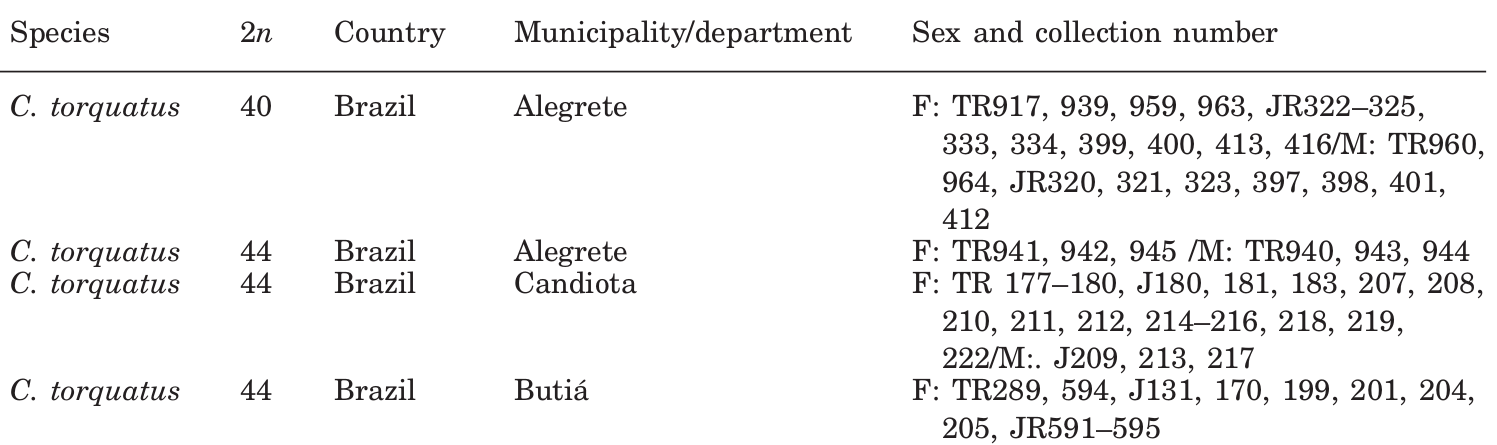 Species 2n Country Municipality/department Sex and collection number
C. torquatus 40 Brazil Alegrete F: TR917, 939, 959, 963, JR322–325,
333, 334, 399, 400, 413, 416/M: TR960,
964, JR320, 321, 323, 397, 398, 401,
412
C. torquatus 44 Brazil Alegrete F: TR941, 942, 945 /M: TR940, 943, 944
C. torquatus 44 Brazil Candiota F: TR 177–180, J180, 181, 183, 207, 208,
210, 211, 212, 214–216, 218, 219,
222/M:. J209, 213, 217
C. torquatus 44 Brazil Butiá F: TR289, 594, J131, 170, 199, 201, 204,
205, JR591–595